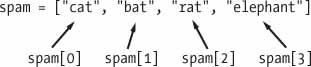 spam = ["cat", "bat", "rat", "elephant"]
spam[0] spam[1] spam[2] spam[3]